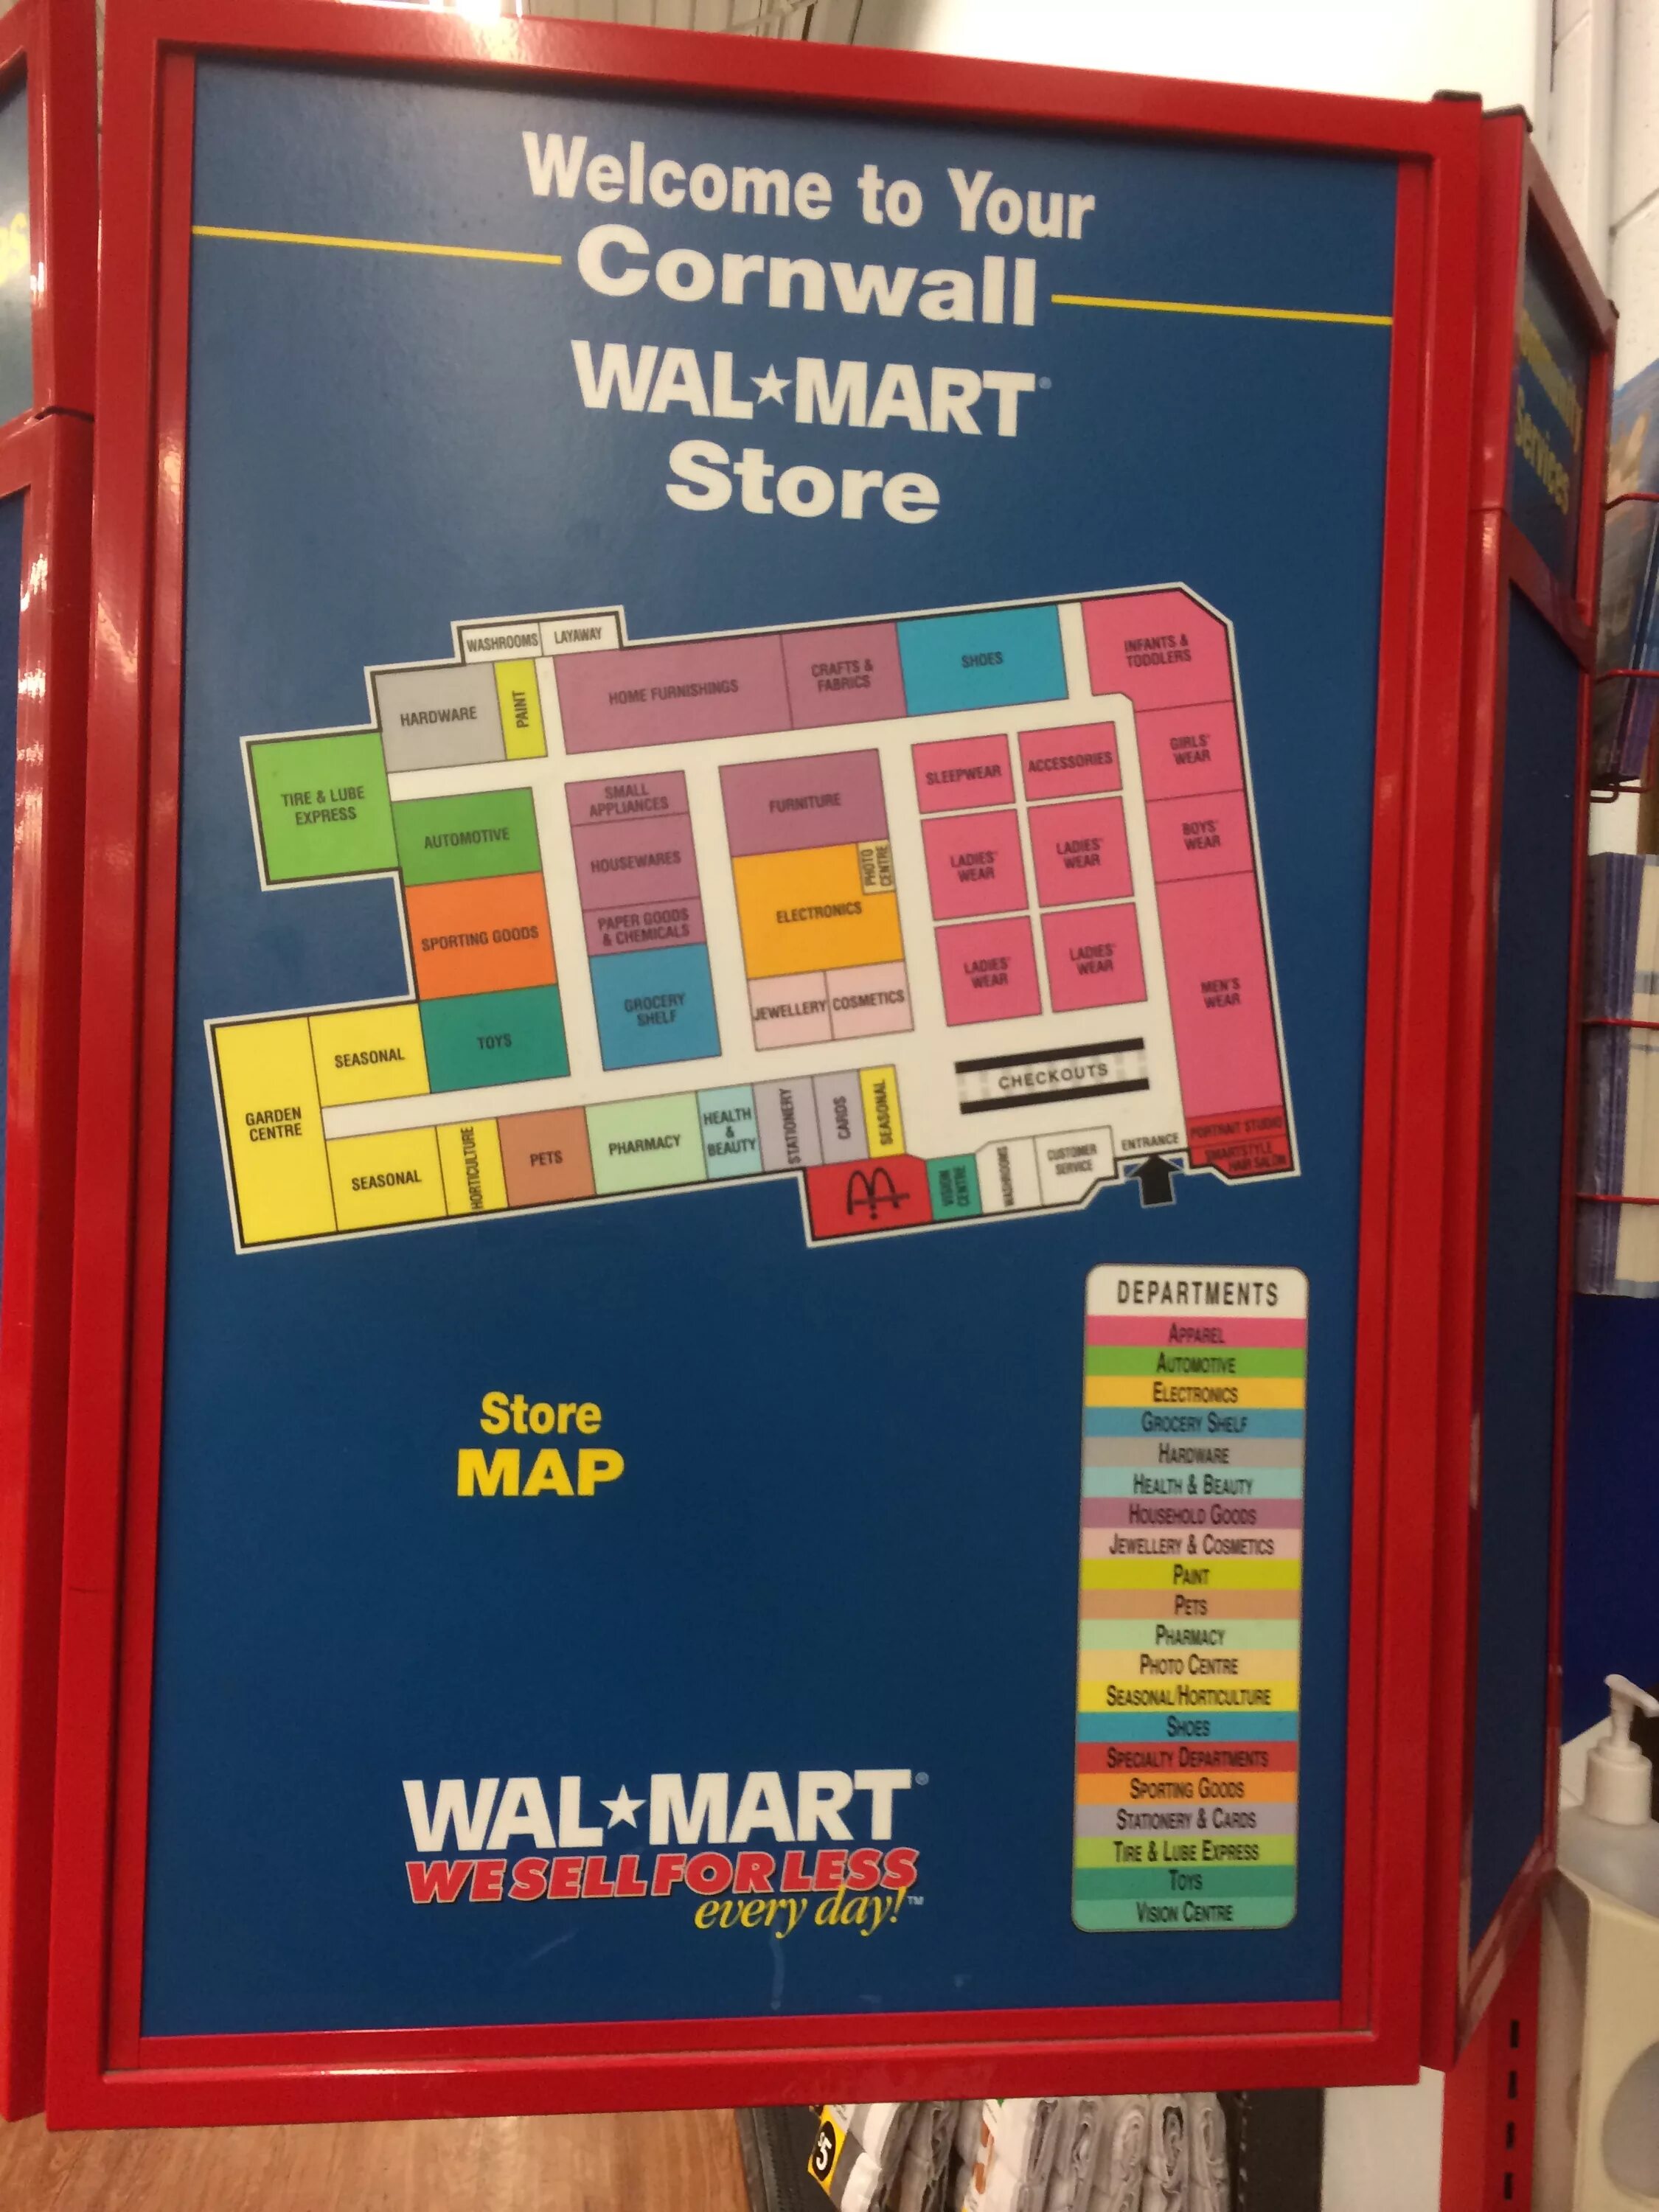 Welcome to Your
Cornwall
WAL★MART®
Store
WASHROOMS
LAYAWAY
HARDWARE
PAINT
HOME FURNISHINGS
CRAFTS &
FABRICS
SHOES
INFANTS &
TODDLERS
TIRE & LUBE
EXPRESS
AUTOMOTIVE
SMALL
APPLIANCES
FURNITURE
SLEEPWEAR
ACCESSORIES
GIRLS'
WEAR
HOUSEWARES
PHOTO
CENTRE
LADIES'
WEAR
LADIES'
WEAR
BOYS'
WEAR
SPORTING GOODS
PAPER GOODS
& CHEMICALS
ELECTRONICS
LADIES'
WEAR
LADIES'
WEAR
MEN'S
WEAR
TOYS
GROCERY
SHELF
JEWELLERY
COSMETICS
SEASONAL
GARDEN
CENTRE
CHECKOUTS
SEASONAL
HORTICULTURE
PETS
PHARMACY
HEALTH
&
BEAUTY
STATIONERY
CARDS
SEASONAL
VISION
CENTRE
WASHROOMS
CUSTOMER
SERVICE
ENTRANCE
PORTRAIT STUDIO
SMARTSTYLE
HAIR SALON
DEPARTMENTS
APPAREL
AUTOMOTIVE
ELECTRONICS
GROCERY SHELF
HARDWARE
HEALTH & BEAUTY
HOUSEHOLD GOODS
JEWELLERY & COSMETICS
PAINT
PETS
PHARMACY
PHOTO CENTRE
SEASONAL/HORTICULTURE
SHOES
SPECIALTY DEPARTMENTS
SPORTING GOODS
STATIONERY & CARDS
TIRE & LUBE EXPRESS
TOYS
VISION CENTRE
Store
MAP
WAL★MART®
WE SELL FOR LESS
every day!™
Services
$5